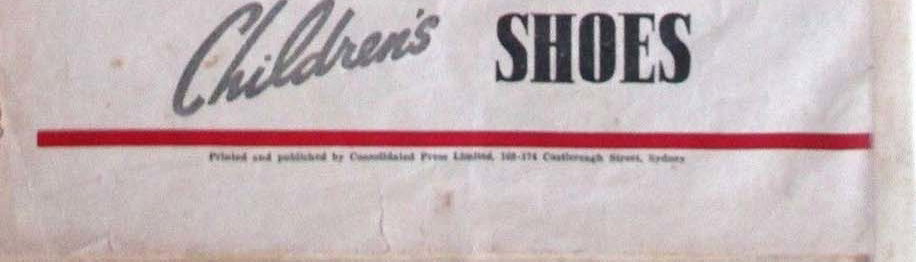 Children's SHOES
Printed and published by Consolidated Press Limited, 168-174 Castlereagh Street, Sydney